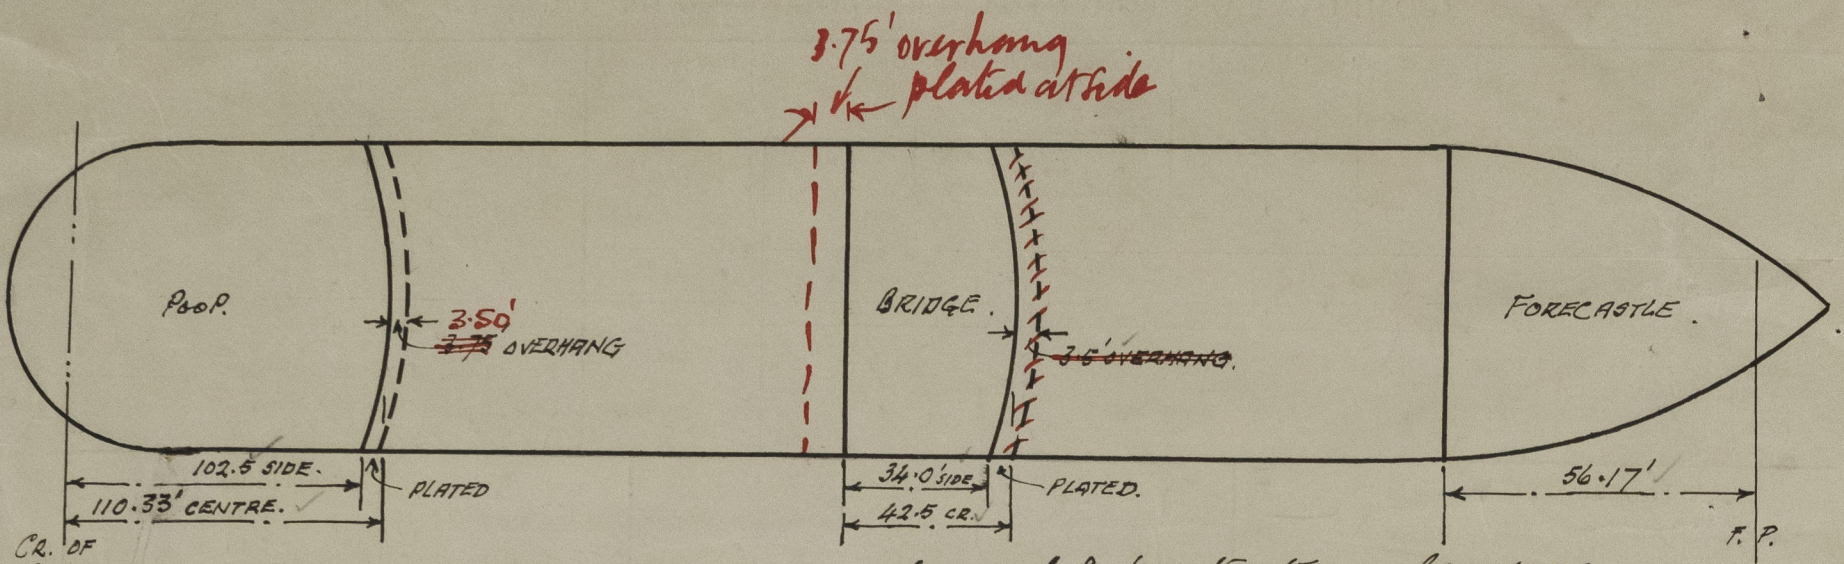 3.75' overhang
plated at side
POOP.
BRIDGE.
FORECASTLE.
3.50'
3.75 OVERHANG
3.5' OVERHANG.
102.5 SIDE.
110.33' CENTRE.
PLATED
34.0' SIDE
42.5 CR.
PLATED.
56.17'
CR. OF
F. P.